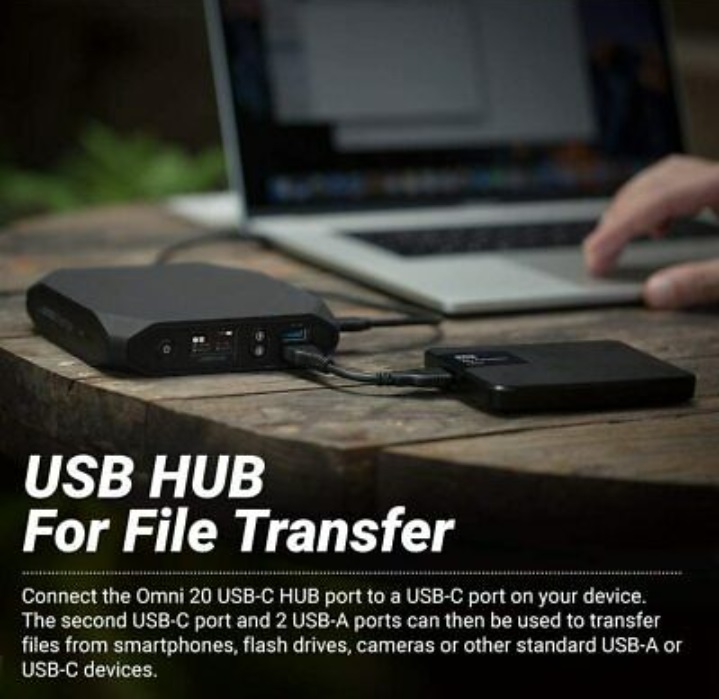 USB HUB
For File Transfer
Connect the Omni 20 USB-C HUB port to a USB-C port on your device.
The second USB-C port and 2 USB-A ports can then be used to transfer
files from smartphones, flash drives, cameras or other standard USB-A or
USB-C devices.